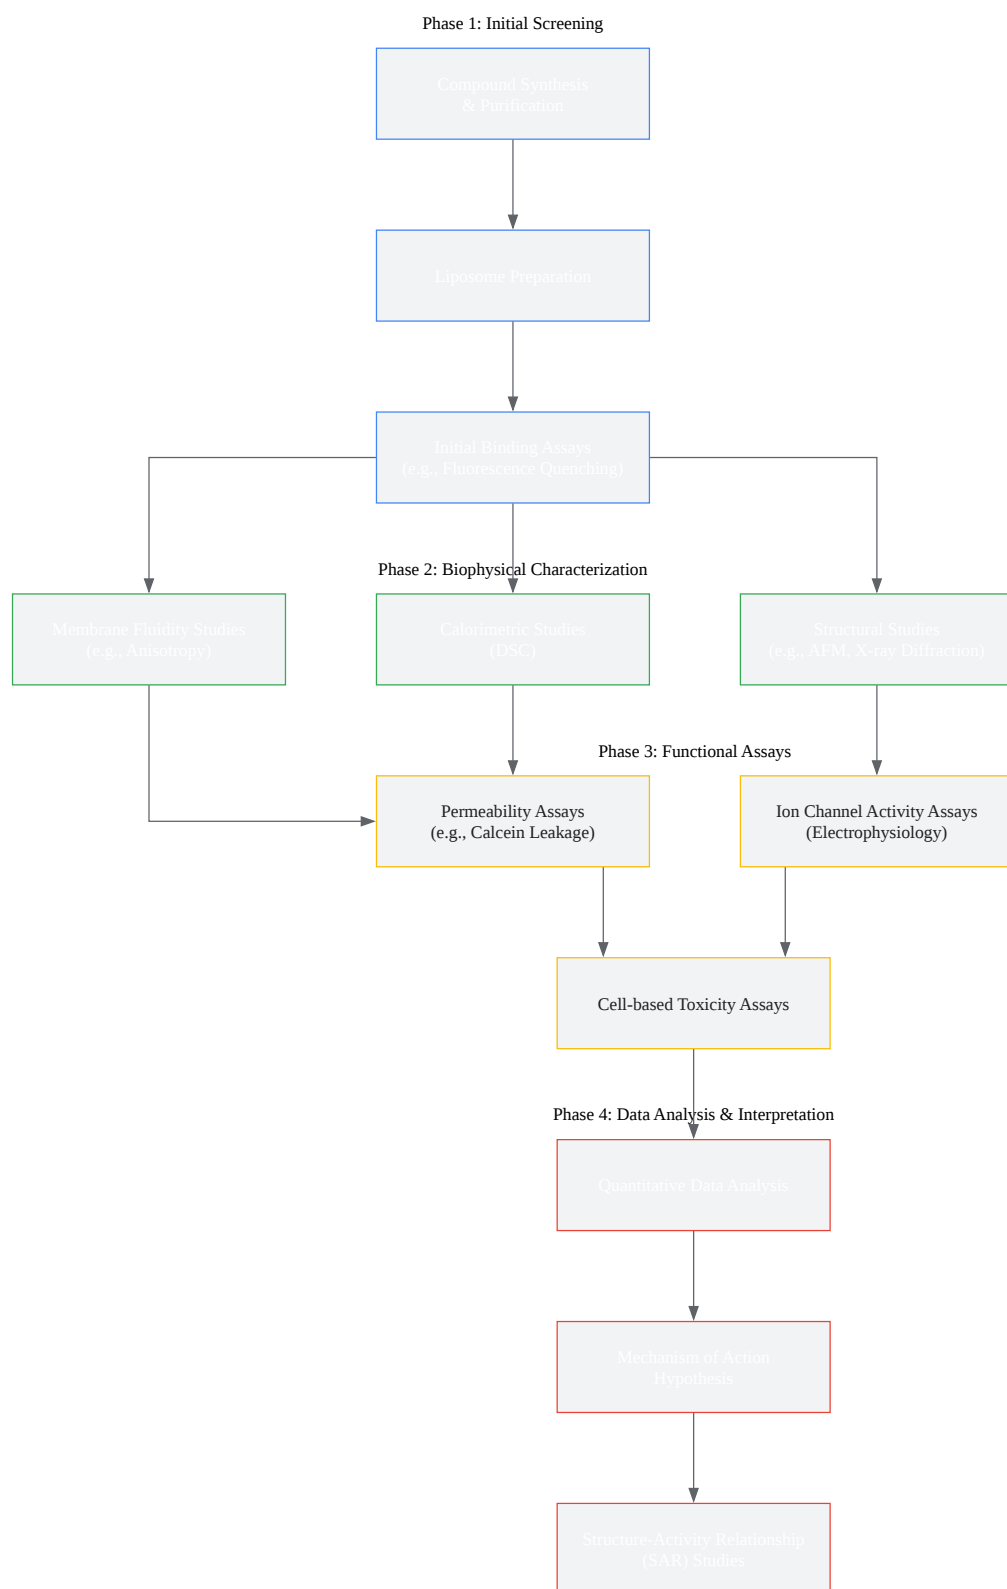 Phase 1: Initial Screening
Compound Synthesis
& Purification
Liposome Preparation
Initial Binding Assays
(e.g., Fluorescence Quenching)
Phase 2: Biophysical Characterization
Membrane Fluidity Studies
(e.g., Anisotropy)
Calorimetric Studies
(DSC)
Structural Studies
(e.g., AFM, X-ray Diffraction)
Phase 3: Functional Assays
Permeability Assays
(e.g., Calcein Leakage)
Ion Channel Activity Assays
(Electrophysiology)
Cell-based Toxicity Assays
Phase 4: Data Analysis & Interpretation
Quantitative Data Analysis
Mechanism of Action
Hypothesis
Structure-Activity Relationship
(SAR) Studies